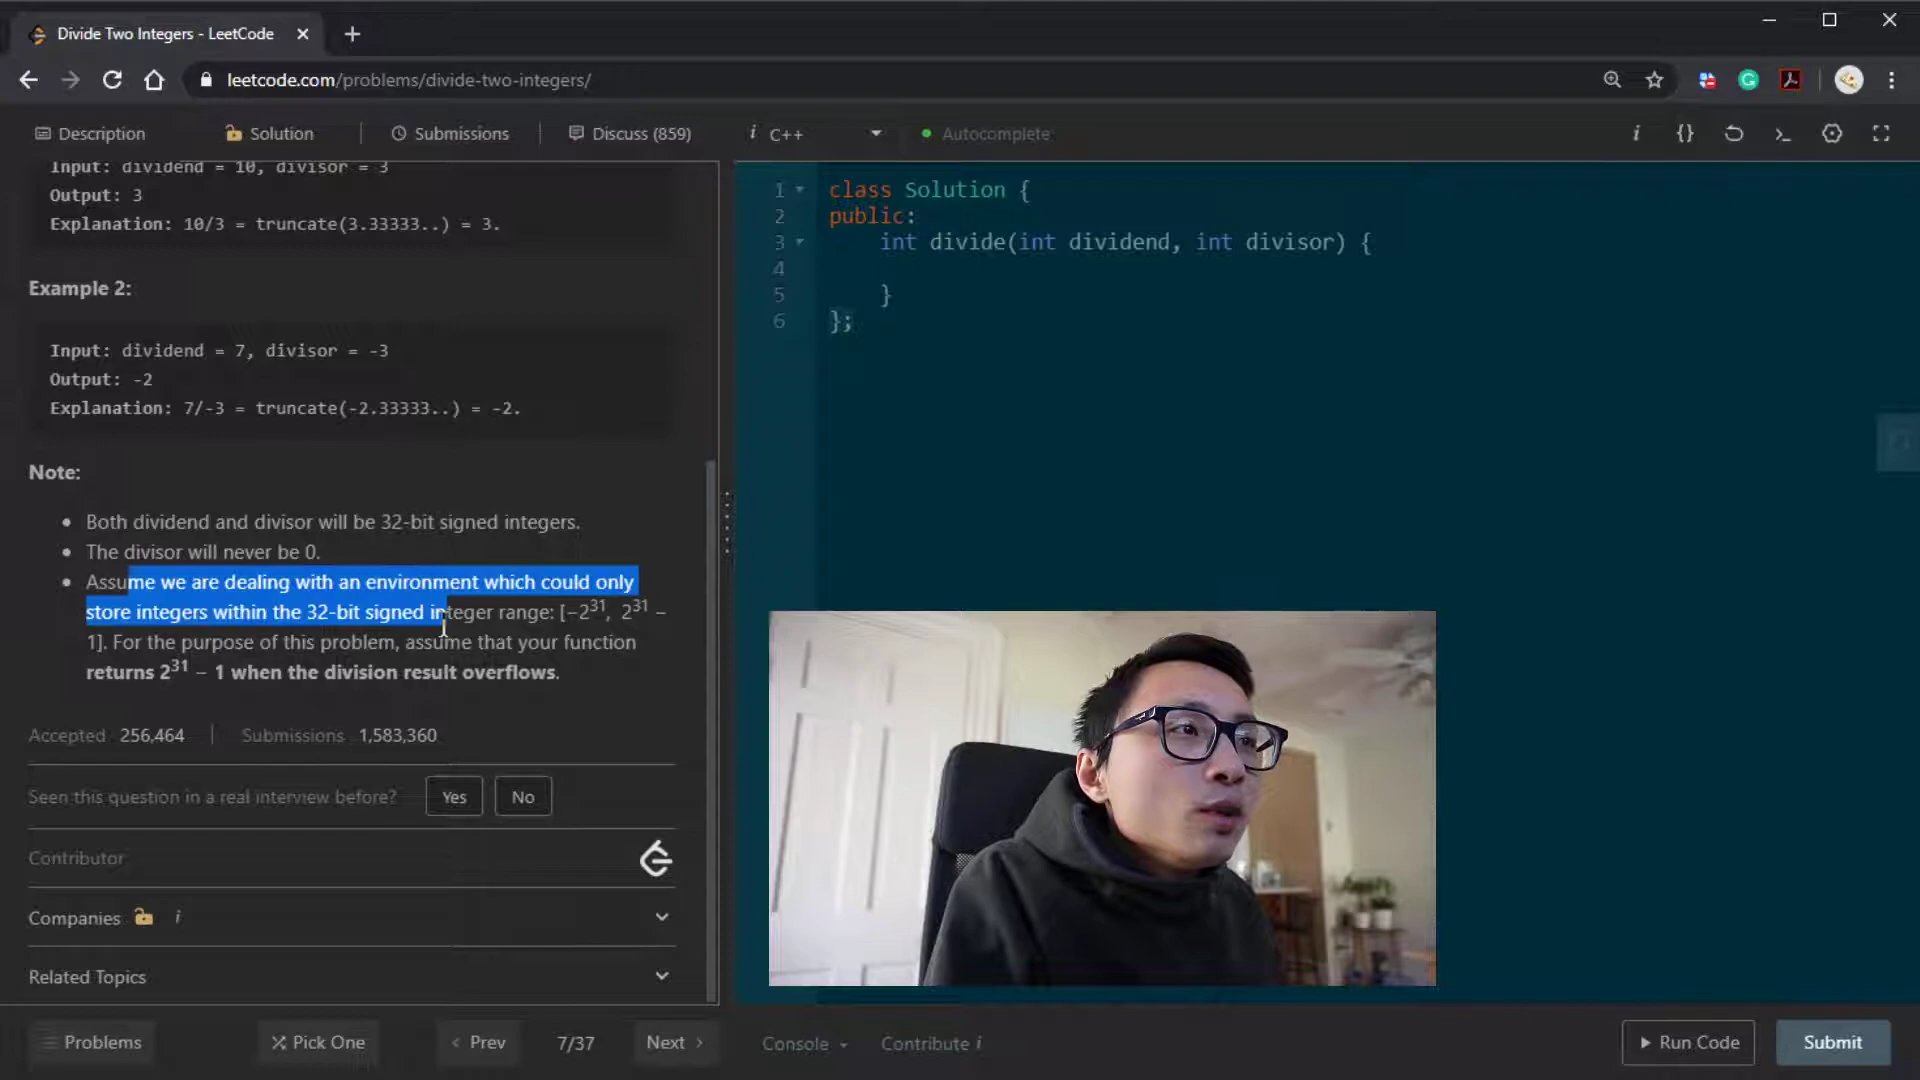 Divide Two Integers - LeetCode
leetcode.com/problems/divide-two-integers/
Description
Solution
Submissions
Discuss (859)
i C++
Autocomplete
i {}
Input: dividend = 10, divisor = 3
Output: 3
Explanation: 10/3 = truncate(3.33333..) = 3.
Example 2:
Input: dividend = 7, divisor = -3
Output: -2
Explanation: 7/-3 = truncate(-2.33333..) = -2.
Note:
Both dividend and divisor will be 32-bit signed integers.
The divisor will never be 0.
Assume we are dealing with an environment which could only
store integers within the 32-bit signed integer range: [−2³¹, 2³¹ −
1]. For the purpose of this problem, assume that your function
returns 2³¹ − 1 when the division result overflows.
Accepted 256,464
Submissions 1,583,360
Seen this question in a real interview before?
Yes
No
Contributor
Companies i
Related Topics
Problems
Pick One
Prev
7/37
Next
1 class Solution {
2 public:
3 int divide(int dividend, int divisor) {
4
5 }
6 };
Console
Contribute i
Run Code
Submit